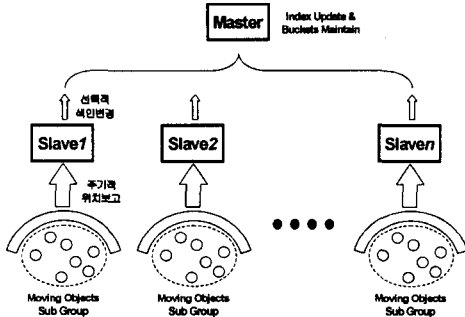 Master
Index Update &
Buckets Maintain
선택적
색인변경
Slave1
Slave2
Slaven
주기적
위치보고
Moving Objects
Sub Group
Moving Objects
Sub Group
Moving Objects
Sub Group